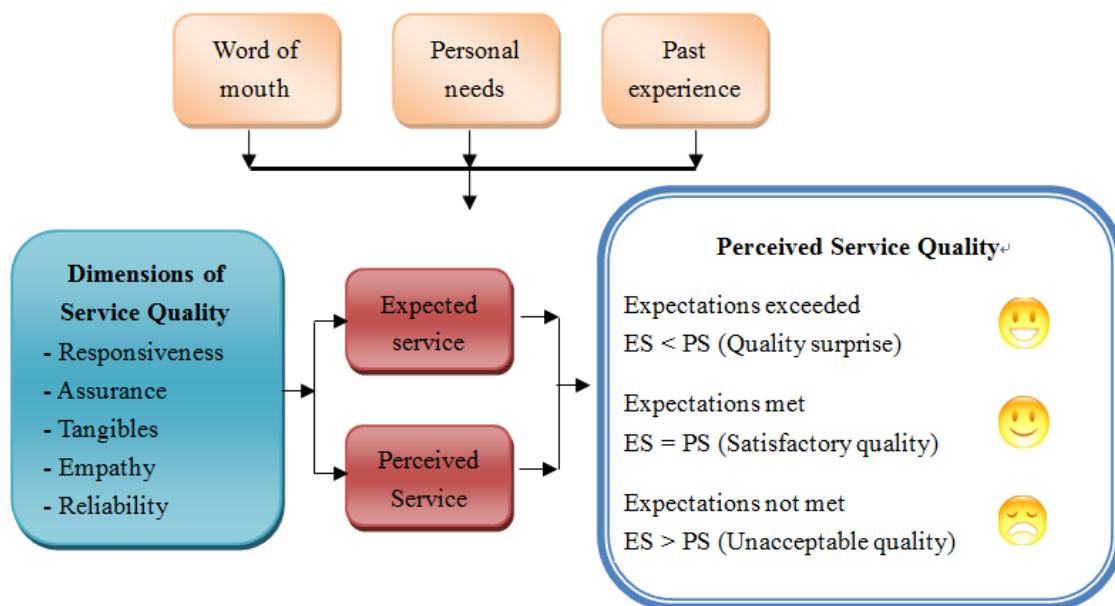 Word of
mouth
Personal
needs
Past
experience
Dimensions of
Service Quality
- Responsiveness
- Assurance
- Tangibles
- Empathy
- Reliability
Expected
service
Perceived
Service
Perceived Service Quality↵
Expectations exceeded
ES < PS (Quality surprise)
Expectations met
ES = PS (Satisfactory quality)
Expectations not met
ES > PS (Unacceptable quality)